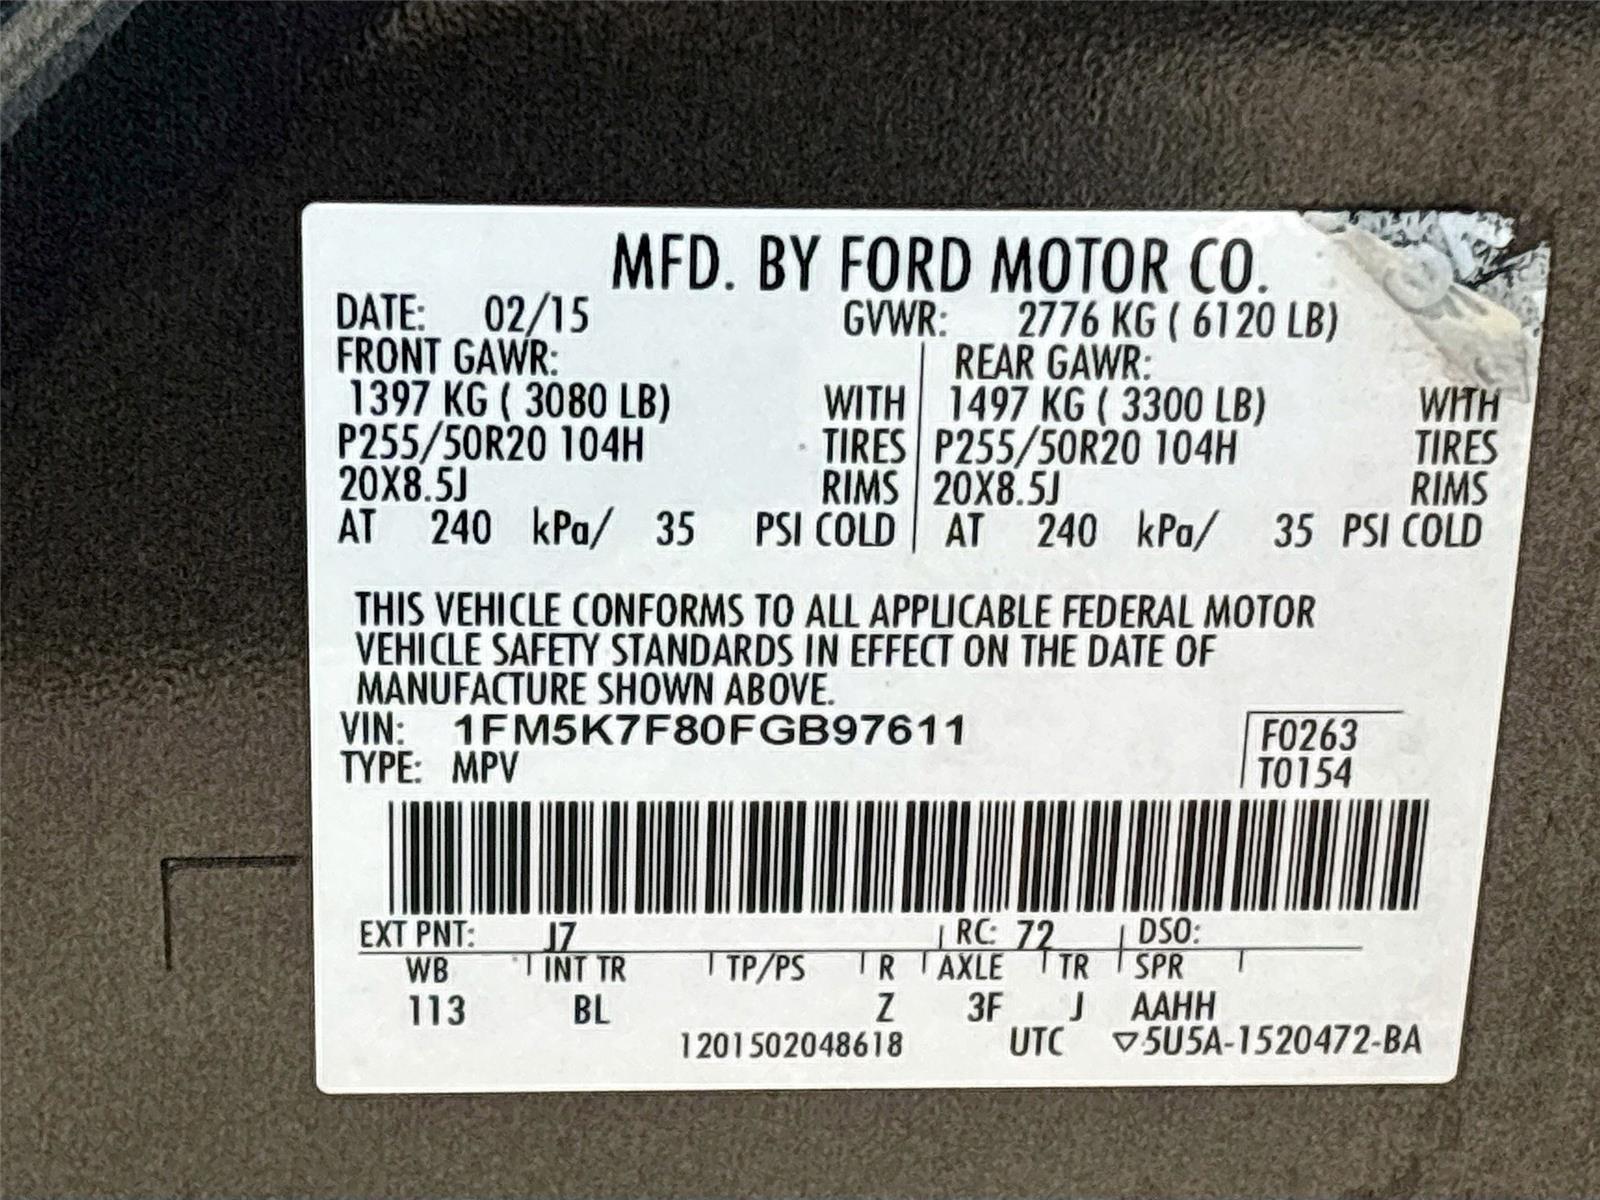 MFD. BY FORD MOTOR CO.
DATE: 02/15 GVWR: 2776 KG ( 6120 LB)
FRONT GAWR: REAR GAWR:
1397 KG ( 3080 LB) WITH 1497 KG ( 3300 LB) WITH
P255/50R20 104H TIRES P255/50R20 104H TIRES
20X8.5J RIMS 20X8.5J RIMS
AT 240 kPa/ 35 PSI COLD AT 240 kPa/ 35 PSI COLD
THIS VEHICLE CONFORMS TO ALL APPLICABLE FEDERAL MOTOR
VEHICLE SAFETY STANDARDS IN EFFECT ON THE DATE OF
MANUFACTURE SHOWN ABOVE.
VIN: 1FM5K7F80FGB97611 F0263
TYPE: MPV T0154
EXT PNT: J7 RC: 72 DSO:
WB INT TR TP/PS R AXLE TR SPR
113 BL Z 3F J AAHH
1201502048618 UTC ▽5U5A-1520472-BA